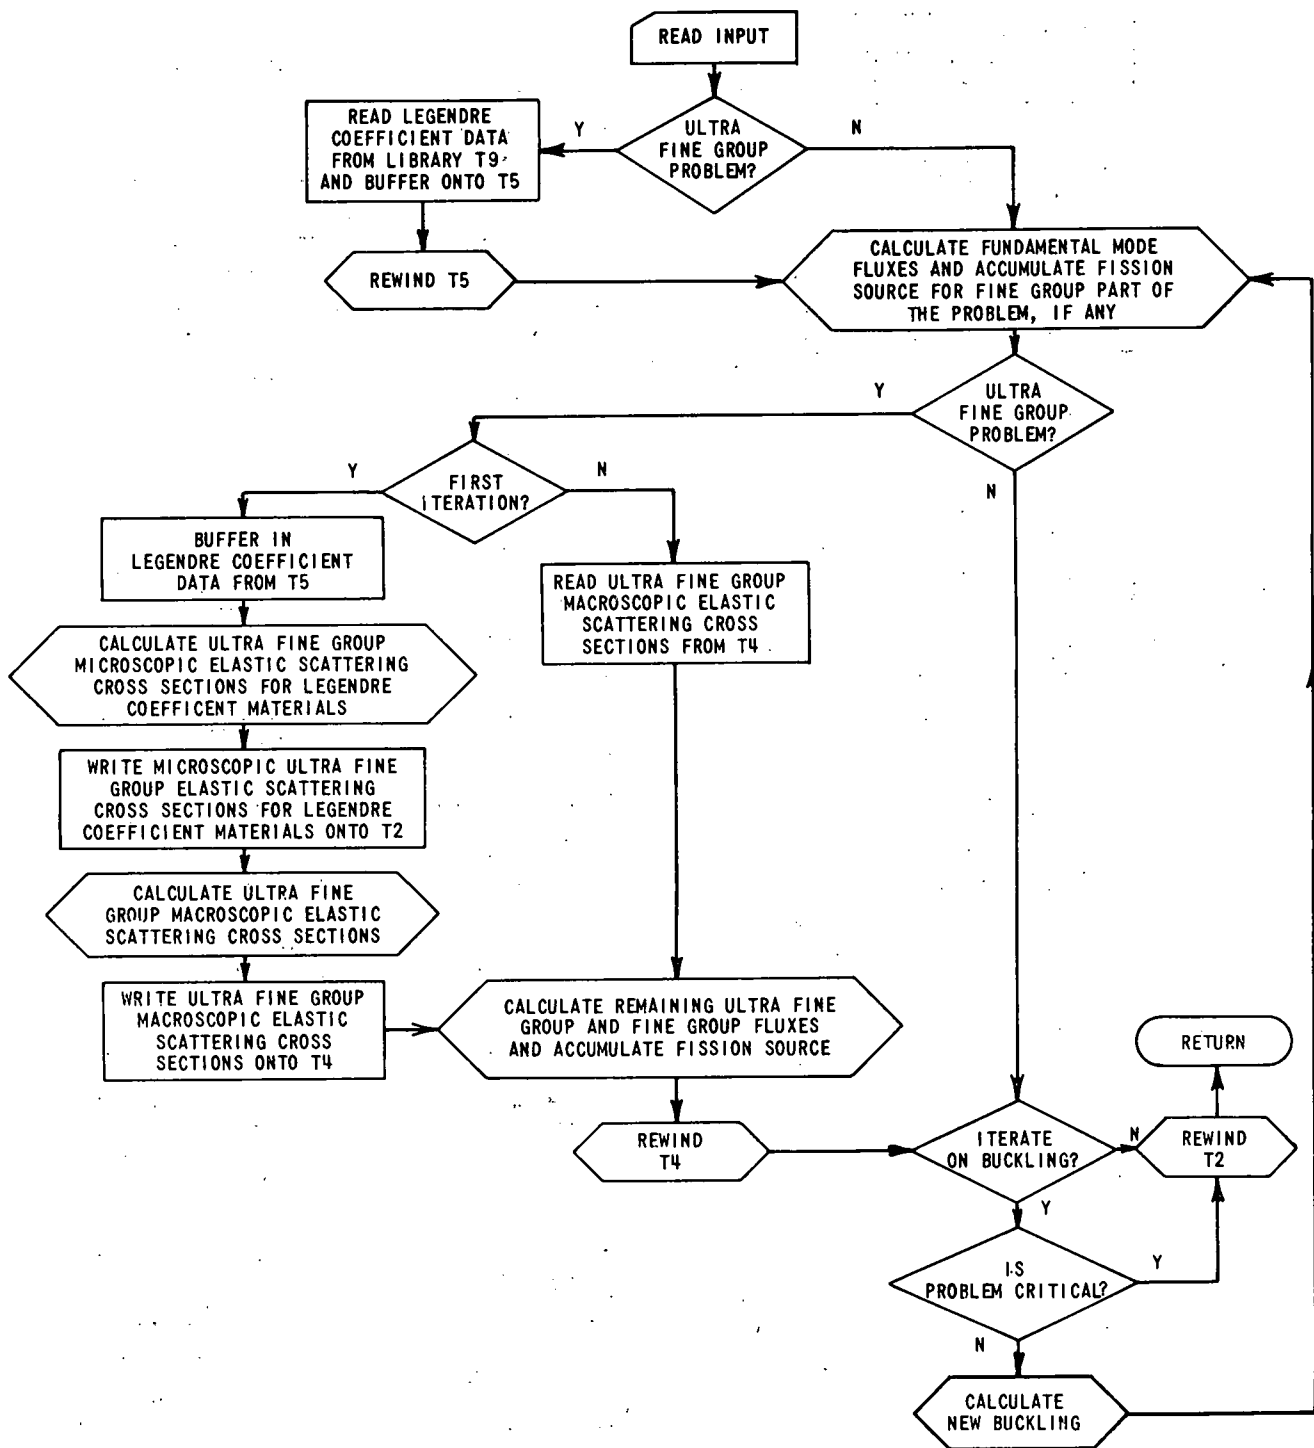 READ INPUT
READ LEGENDRE
COEFFICIENT DATA
FROM LIBRARY T9
AND BUFFER ONTO T5
Y
ULTRA
FINE GROUP
PROBLEM?
N
REWIND T5
CALCULATE FUNDAMENTAL MODE
FLUXES AND ACCUMULATE FISSION
SOURCE FOR FINE GROUP PART OF
THE PROBLEM, IF ANY
Y
ULTRA
FINE GROUP
PROBLEM?
N
Y
FIRST
ITERATION?
N
BUFFER IN
LEGENDRE COEFFICIENT
DATA FROM T5
READ ULTRA FINE GROUP
MACROSCOPIC ELASTIC
SCATTERING CROSS
SECTIONS FROM T4
CALCULATE ULTRA FINE GROUP
MICROSCOPIC ELASTIC SCATTERING
CROSS SECTIONS FOR LEGENDRE
COEFFICENT MATERIALS
WRITE MICROSCOPIC ULTRA FINE
GROUP ELASTIC SCATTERING
CROSS SECTIONS FOR LEGENDRE
COEFFICIENT MATERIALS ONTO T2
CALCULATE ULTRA FINE
GROUP MACROSCOPIC ELASTIC
SCATTERING CROSS SECTIONS
WRITE ULTRA FINE GROUP
MACROSCOPIC ELASTIC
SCATTERING CROSS
SECTIONS ONTO T4
CALCULATE REMAINING ULTRA FINE
GROUP AND FINE GROUP FLUXES
AND ACCUMULATE FISSION SOURCE
RETURN
REWIND
T4
ITERATE
ON BUCKLING?
N
REWIND
T2
Y
IS
PROBLEM CRITICAL?
Y
N
CALCULATE
NEW BUCKLING